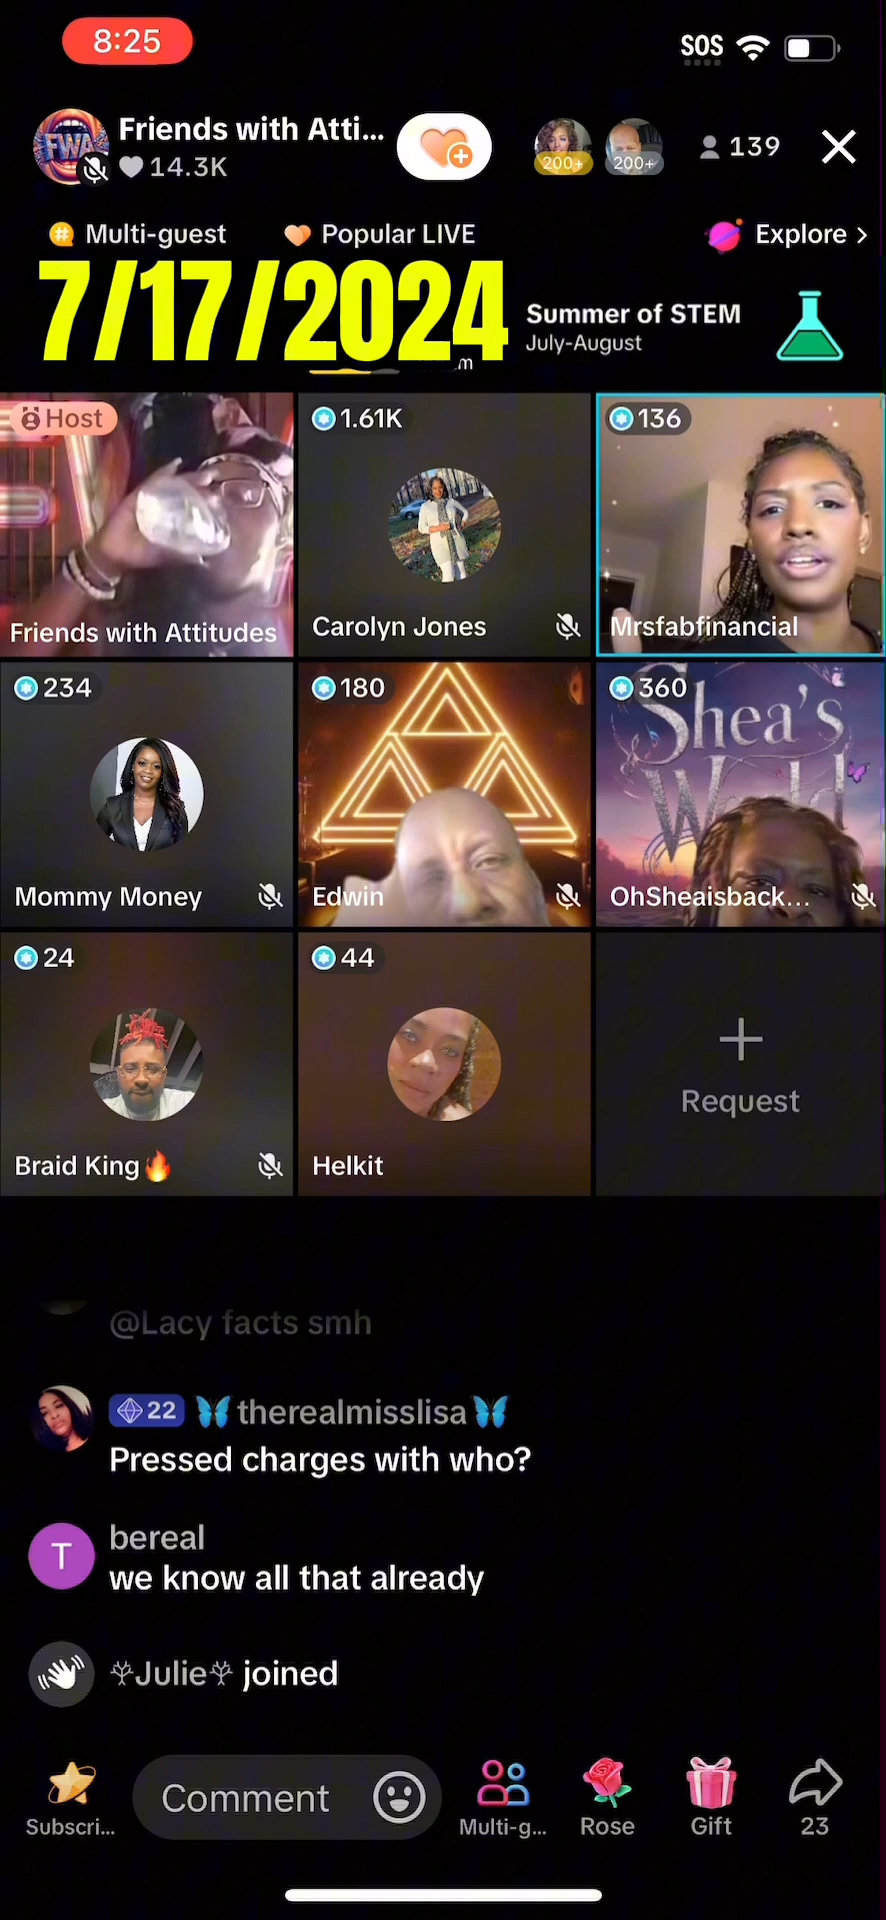 8:25
SOS
Friends with Atti...
FWA
14.3K
200+
200+
139
Multi-guest
Popular LIVE
Explore >
7/17/2024
Summer of STEM
July-August
Host
1.61K
136
Friends with Attitudes
Carolyn Jones
Mrsfabfinancial
234
180
360
Shea's
World
Mommy Money
Edwin
OhSheaisback...
24
44
Request
Braid King🔥
Helkit
@Lacy facts smh
22 🦋therealmisslisa🦋
Pressed charges with who?
T
bereal
we know all that already
Julie joined
Comment
Subscri...
Multi-g...
Rose
Gift
23